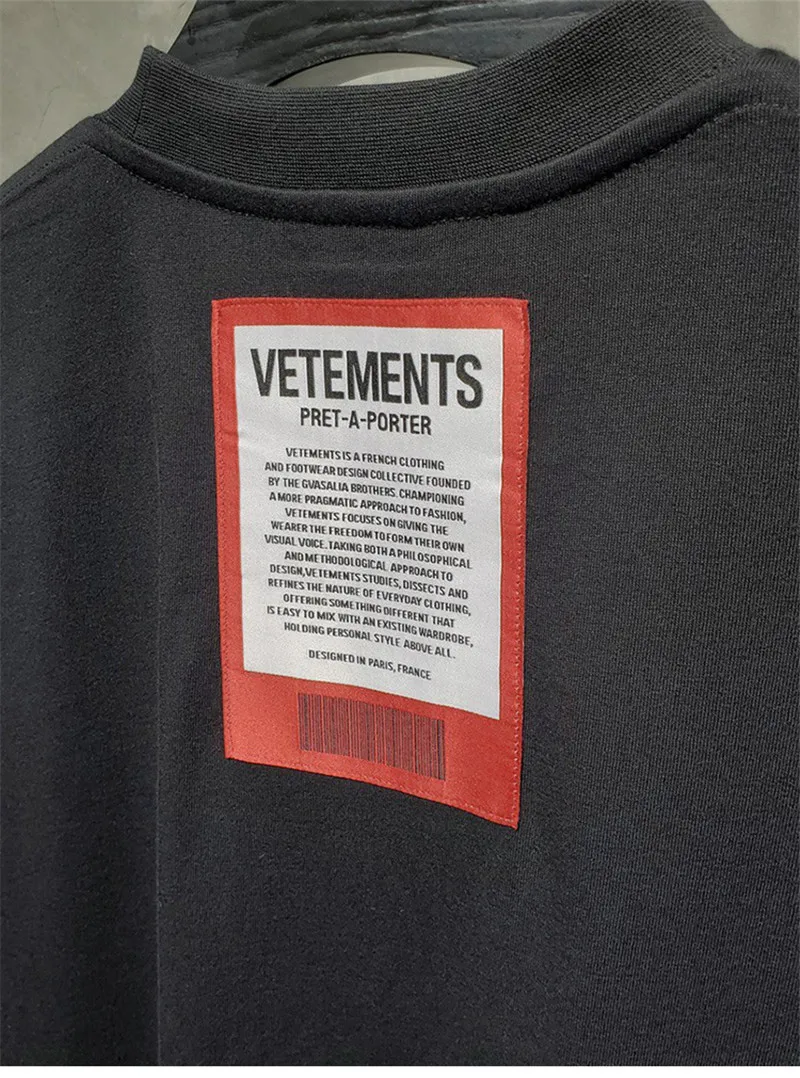 VETEMENTS
PRET-A-PORTER
VETEMENTS IS A FRENCH CLOTHING
AND FOOTWEAR DESIGN COLLECTIVE FOUNDED
BY THE GVASALIA BROTHERS. CHAMPIONING
A MORE PRAGMATIC APPROACH TO FASHION,
VETEMENTS FOCUSES ON GIVING THE
WEARER THE FREEDOM TO FORM THEIR OWN
VISUAL VOICE. TAKING BOTH A PHILOSOPHICAL
AND METHODOLOGICAL APPROACH TO
DESIGN, VETEMENTS STUDIES, DISSECTS AND
REFINES THE NATURE OF EVERYDAY CLOTHING,
OFFERING SOMETHING DIFFERENT THAT
IS EASY TO MIX WITH AN EXISTING WARDROBE,
HOLDING PERSONAL STYLE ABOVE ALL.
DESIGNED IN PARIS, FRANCE